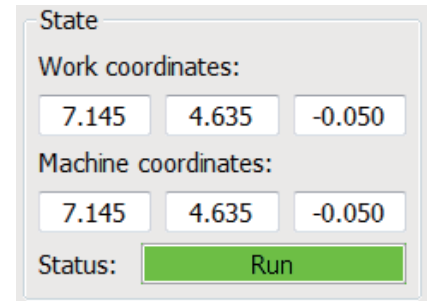 State
Work coordinates:
7.145 4.635 -0.050
Machine coordinates:
7.145 4.635 -0.050
Status: Run